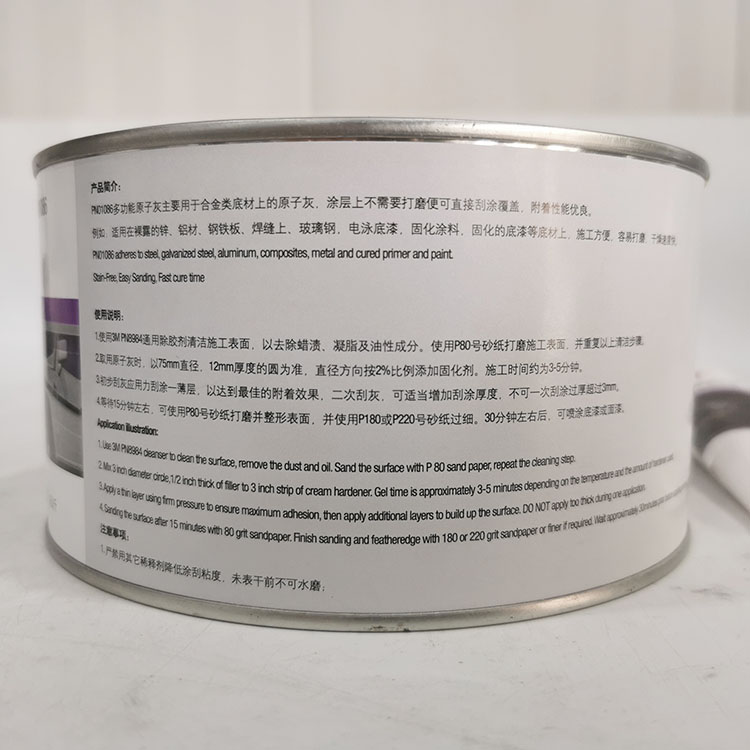 产品简介：
PN01086多功能原子灰主要用于合金类底材上的原子灰，涂层上不需要打磨便可直接刮涂覆盖，附着性能优良。
例如，适用在裸露的锌、铝材、钢铁板、焊缝上、玻璃钢，电泳底漆，固化涂料，固化的底漆等底材上，施工方便，容易打磨，干燥速度快。
PN01086 adheres to steel, galvanized steel, aluminum, composites, metal and cured primer and paint.
Stain-Free, Easy Sanding, Fast cure time
使用说明：
1.使用3M PN8984通用除胶剂清洁施工表面，以去除蜡渍、凝脂及油性成分。使用P80号砂纸打磨施工表面，并重复以上清洁步骤。
2.取用原子灰时，以75mm直径，12mm厚度的圆为准，直径方向按2%比例添加固化剂。施工时间约为3-5分钟。
3.初步刮灰应用力刮涂一薄层，以达到最佳的附着效果，二次刮灰，可适当增加刮涂厚度，不可一次刮涂过厚超过3mm。
4.等待15分钟左右，可使用P80号砂纸打磨并整形表面，并使用P180或P220号砂纸过细。30分钟左右后，可喷涂底漆或面漆。
Application illustration:
1. Use 3M PN8984 cleanser to clean the surface, remove the dust and oil. Sand the surface with P 80 sand paper, repeat the cleaning step.
2. Mix 3 inch diameter circle,1/2 inch thick of filler to 3 inch strip of cream hardener. Gel time is approximately 3-5 minutes depending on the temperature and the amount of hardener used.
3. Apply a thin layer using firm pressure to ensure maximum adhesion, then apply additional layers to build up the surface. DO NOT apply too thick during one application.
4. Sanding the surface after 15 minutes with 80 grit sandpaper. Finish sanding and featheredge with 180 or 220 grit sandpaper or finer if required. Wait approximately 30minutes
注意事项：
1. 严禁用其它稀释剂降低涂刮粘度，未表干前不可水磨；